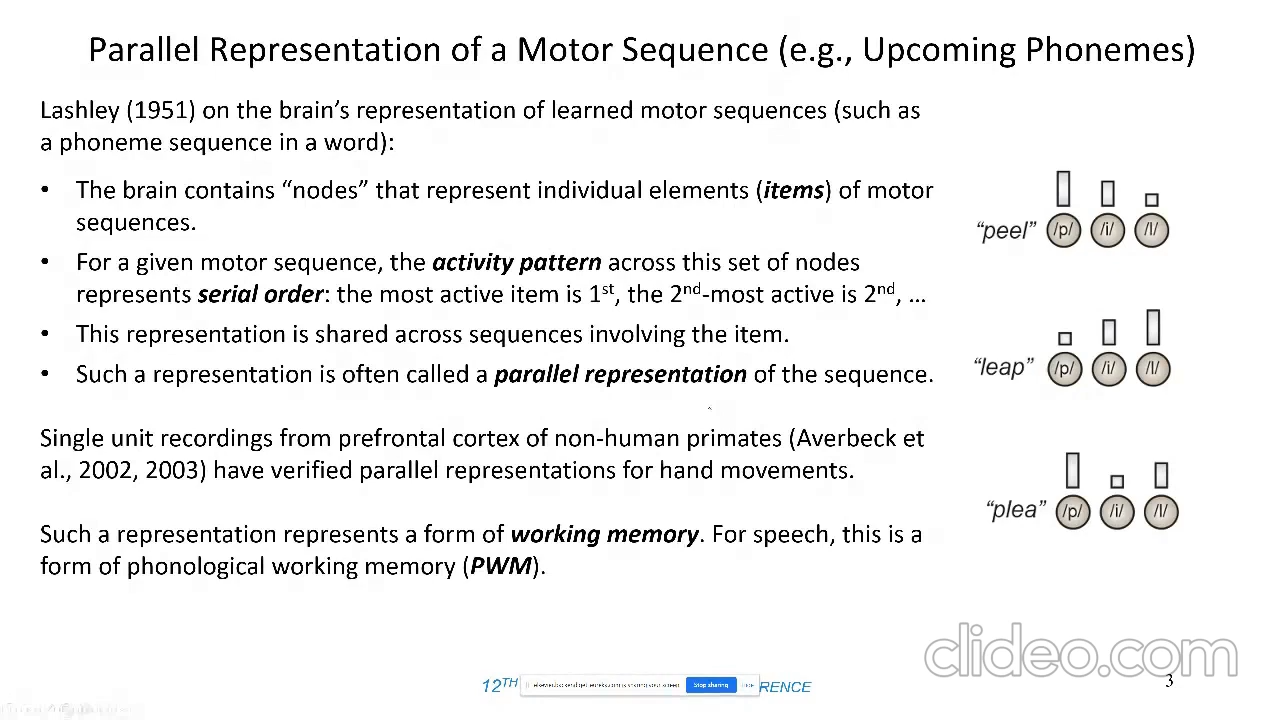 Parallel Representation of a Motor Sequence (e.g., Upcoming Phonemes)
Lashley (1951) on the brain's representation of learned motor sequences (such as
a phoneme sequence in a word):
• The brain contains “nodes” that represent individual elements (items) of motor
sequences.
• For a given motor sequence, the activity pattern across this set of nodes
represents serial order: the most active item is 1st, the 2nd-most active is 2nd, …
• This representation is shared across sequences involving the item.
• Such a representation is often called a parallel representation of the sequence.
Single unit recordings from prefrontal cortex of non-human primates (Averbeck et
al., 2002, 2003) have verified parallel representations for hand movements.
Such a representation represents a form of working memory. For speech, this is a
form of phonological working memory (PWM).
“peel” /p/ /i/ /l/
“leap” /p/ /i/ /l/
“plea” /p/ /i/ /l/
clideo.com
12TH
is sharing your screen
Stop sharing
RENCE
3